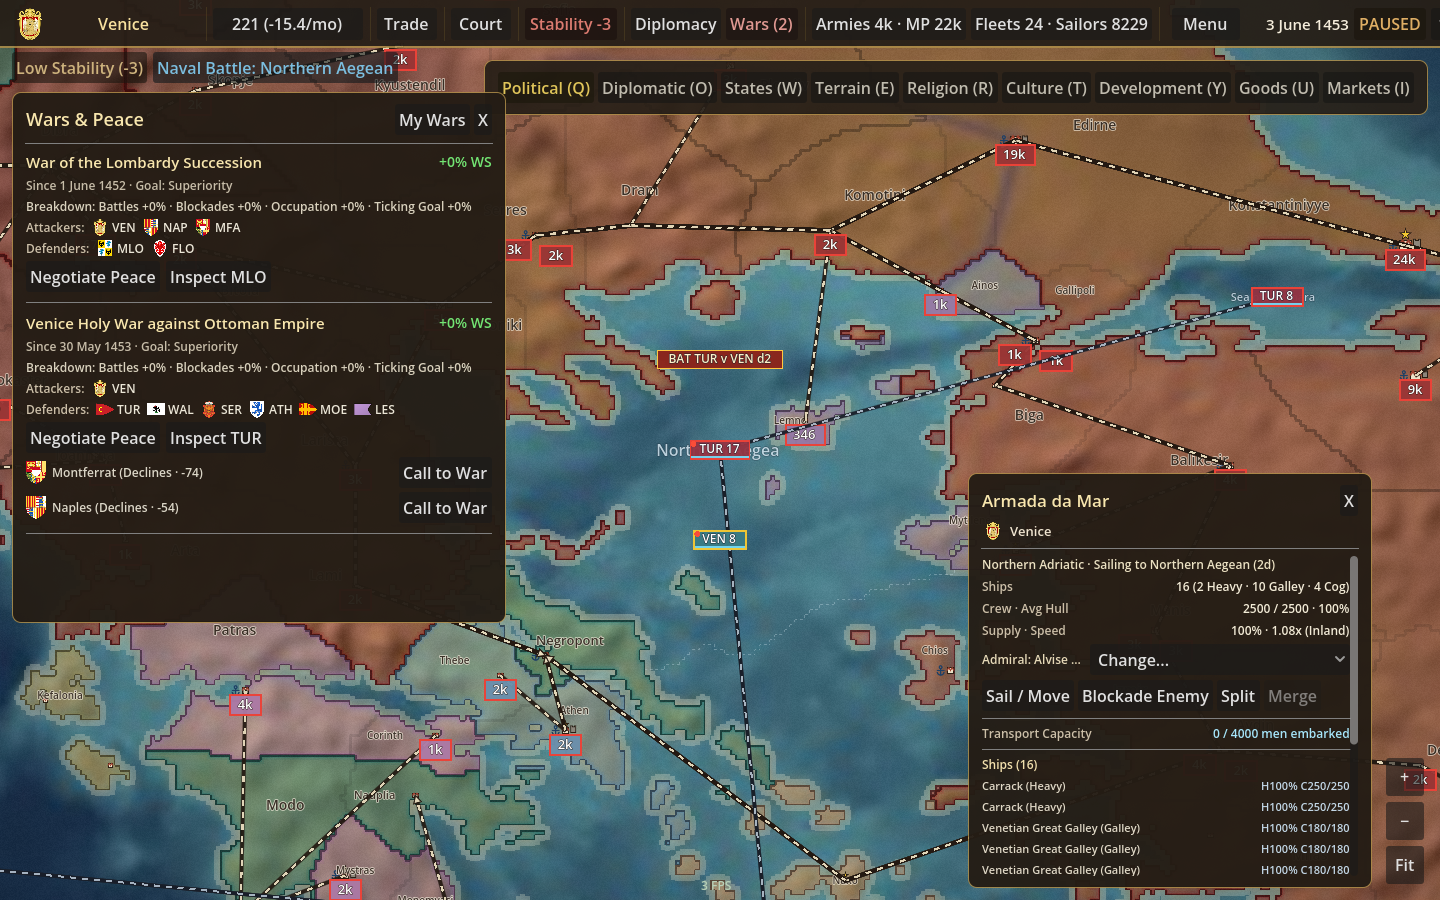 Venice 221 (-15.4/mo) Trade Court Stability -3 Diplomacy Wars (2) Armies 4k · MP 22k Fleets 24 · Sailors 8229 Menu 3 June 1453 PAUSED
Low Stability (-3) Naval Battle: Northern Aegean
2k
Kyustendil
Political (Q) Diplomatic (O) States (W) Terrain (E) Religion (R) Culture (T) Development (Y) Goods (U) Markets (I)
Wars & Peace My Wars X
War of the Lombardy Succession +0% WS
Since 1 June 1452 · Goal: Superiority
Breakdown: Battles +0% · Blockades +0% · Occupation +0% · Ticking Goal +0%
Attackers: VEN NAP MFA
Defenders: MLO FLO
Negotiate Peace Inspect MLO
Venice Holy War against Ottoman Empire +0% WS
Since 30 May 1453 · Goal: Superiority
Breakdown: Battles +0% · Blockades +0% · Occupation +0% · Ticking Goal +0%
Attackers: VEN
Defenders: TUR WAL SER ATH MOE LES
Negotiate Peace Inspect TUR
Montferrat (Declines · -74) Call to War
Naples (Declines · -54) Call to War
Edirne
19k
Komotini
Konstantiniyye
res
3k 2k
2k
24k
Ainos
Gallipoli
1k
TUR 8
iki
BAT TUR v VEN d2
1k 1k
9k
Biga
346
TUR 17
Balikesir
VEN 8
Patras
Negropont
Thebe
Kefalonia
4k
2k
Athen
Corinth
1k
2k
Modo
Nauplia
Mystras
2k
Chios
Armada da Mar X
Venice
Northern Adriatic · Sailing to Northern Aegean (2d)
Ships 16 (2 Heavy · 10 Galley · 4 Cog)
Crew · Avg Hull 2500 / 2500 · 100%
Supply · Speed 100% · 1.08x (Inland)
Admiral: Alvise ... Change...
Sail / Move Blockade Enemy Split Merge
Transport Capacity 0 / 4000 men embarked
Ships (16)
Carrack (Heavy) H100% C250/250
Carrack (Heavy) H100% C250/250
Venetian Great Galley (Galley) H100% C180/180
Venetian Great Galley (Galley) H100% C180/180
Venetian Great Galley (Galley) H100% C180/180
+
2k
−
Fit
3 FPS